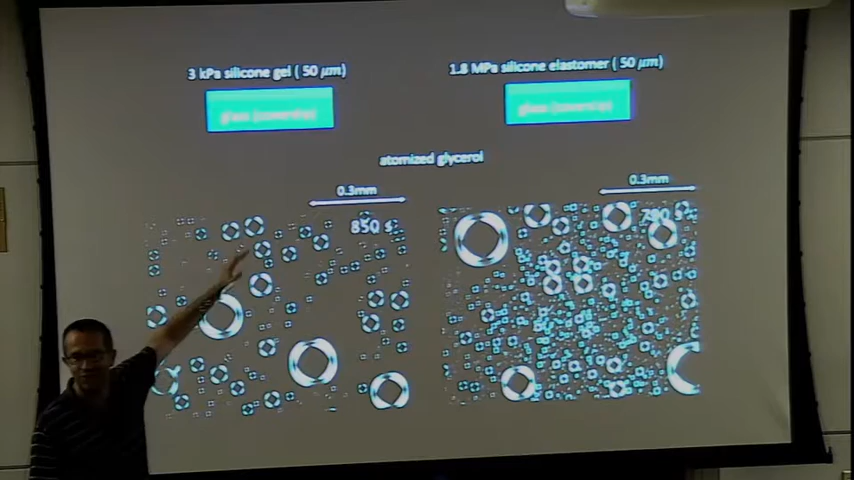 3 kPa silicone gel ( 50 μm)
1.8 MPa silicone elastomer ( 50 μm)
glass (coverslip)
glass (coverslip)
atomized glycerol
0.3mm
0.3mm
850 s
790 s